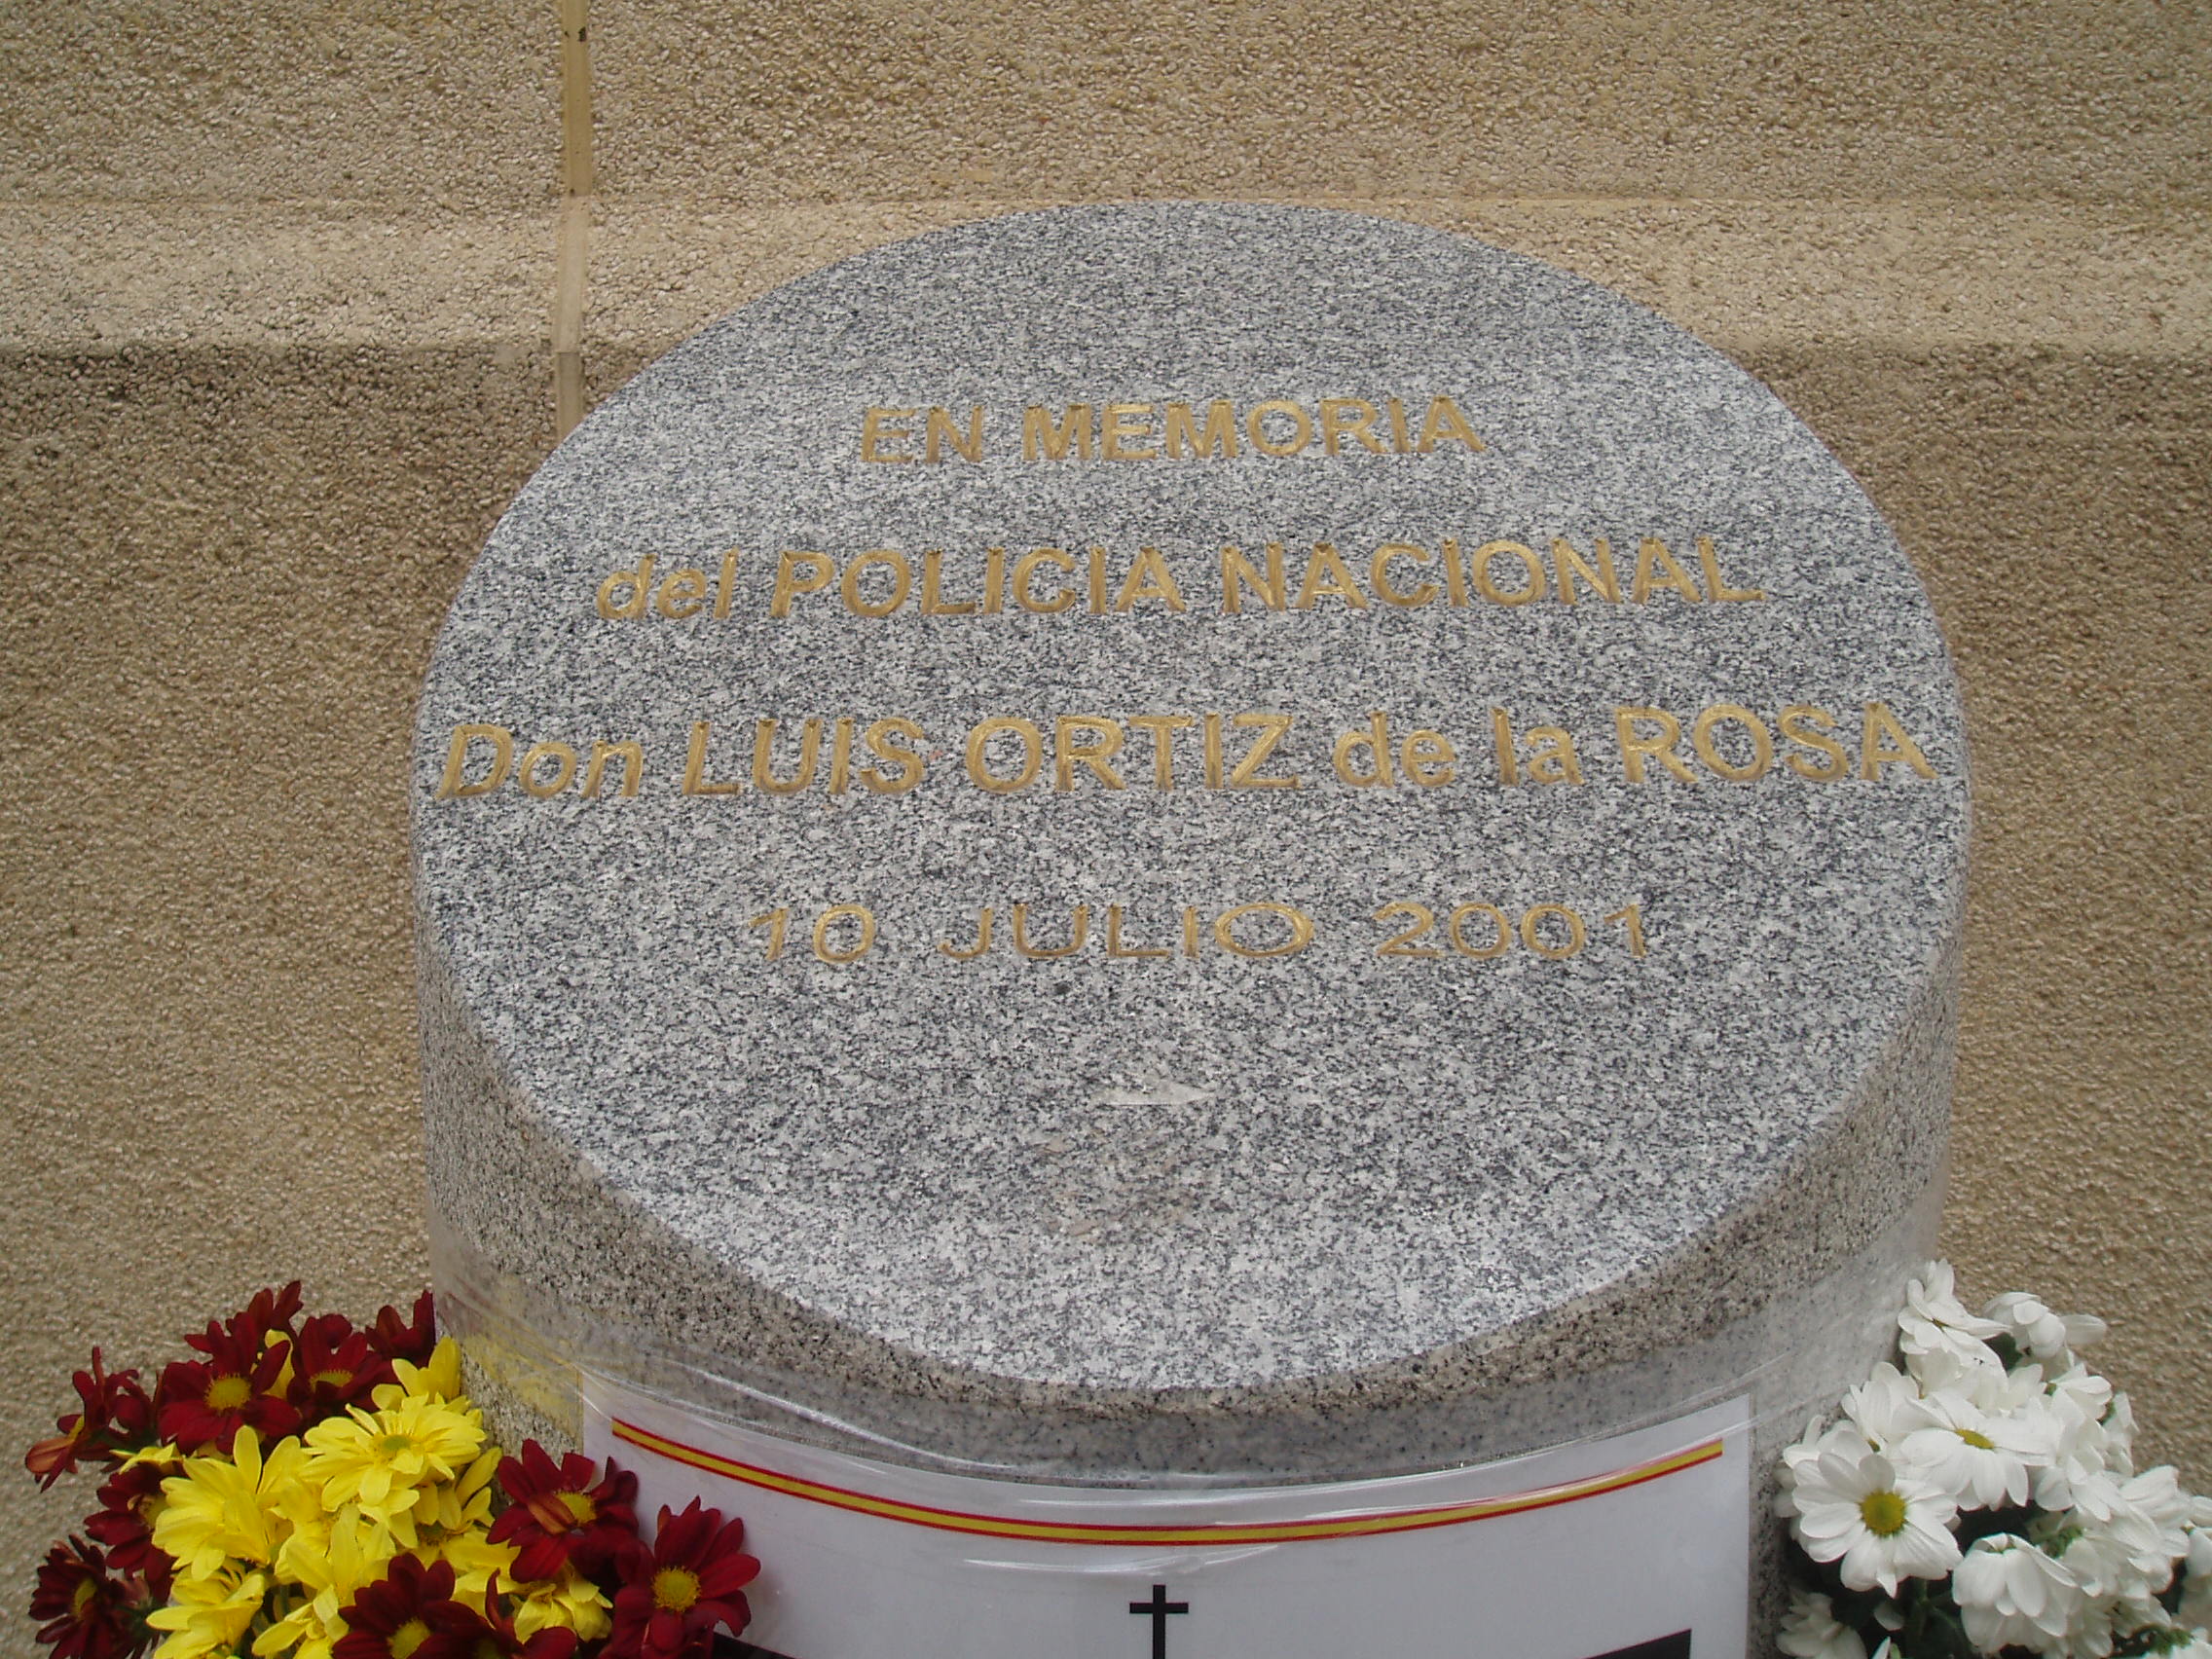 EN MEMORIA
del POLICIA NACIONAL
Don LUIS ORTIZ de la ROSA
10 JULIO 2001